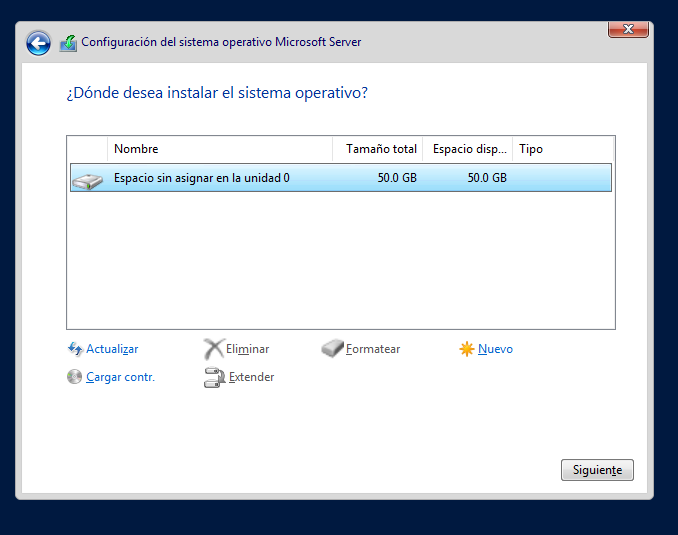 Configuración del sistema operativo Microsoft Server
¿Dónde desea instalar el sistema operativo?
Nombre Tamaño total Espacio disp... Tipo
Espacio sin asignar en la unidad 0 50.0 GB 50.0 GB
Actualizar Eliminar Formatear Nuevo
Cargar contr. Extender
Siguiente